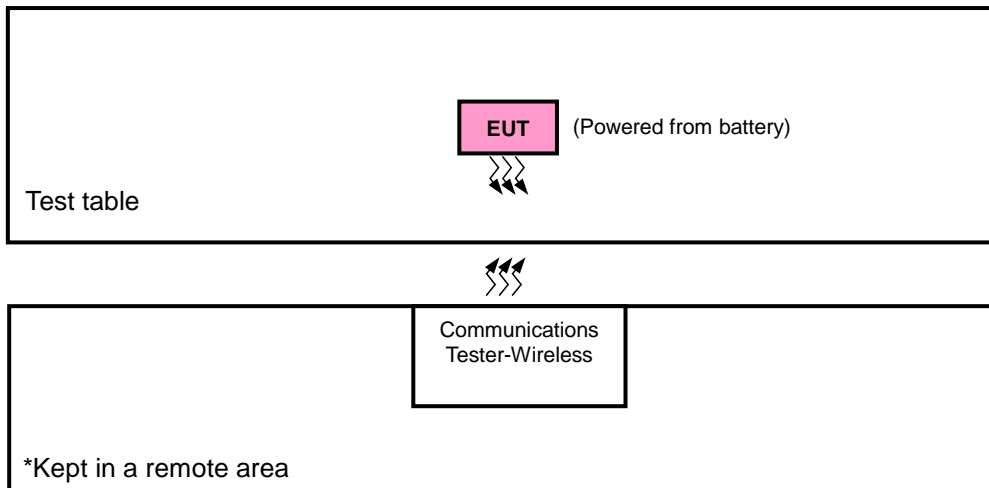 EUT
(Powered from battery)
Test table
Communications
Tester-Wireless
*Kept in a remote area